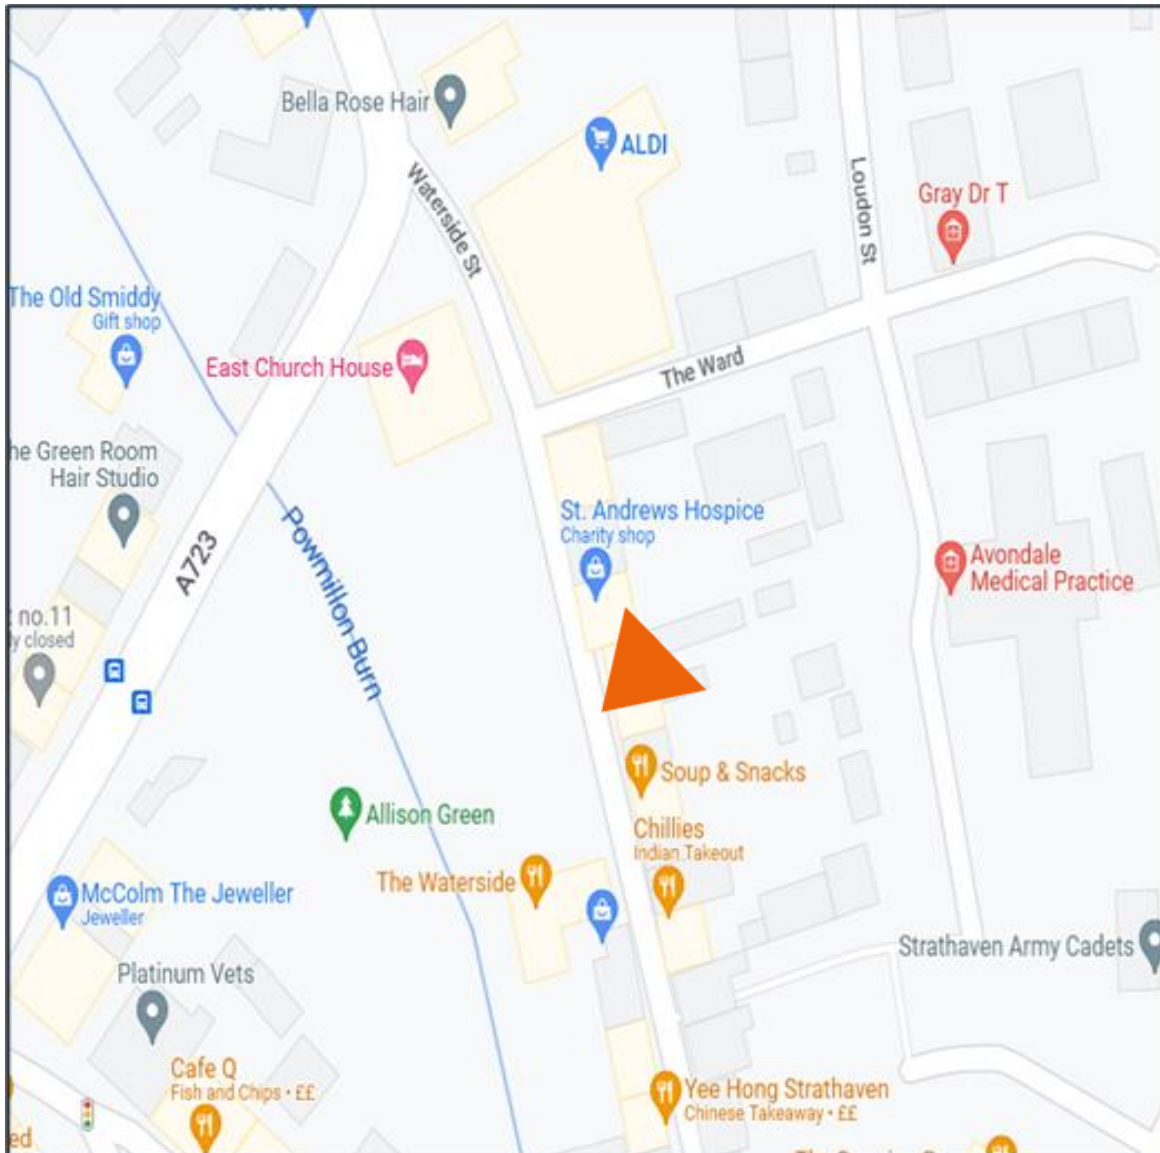 Bella Rose Hair
ALDI
Waterside St
Loudon St
Gray Dr T
The Old Smiddy
Gift shop
East Church House
The Ward
he Green Room
Hair Studio
St. Andrews Hospice
Charity shop
A723
Powmillon Burn
Avondale
Medical Practice
no.11
ly closed
Soup & Snacks
Allison Green
Chillies
Indian Takeout
The Waterside
McColm The Jeweller
Jeweller
Strathaven Army Cadets
Platinum Vets
Cafe Q
Fish and Chips • ££
Yee Hong Strathaven
Chinese Takeaway • ££
ed